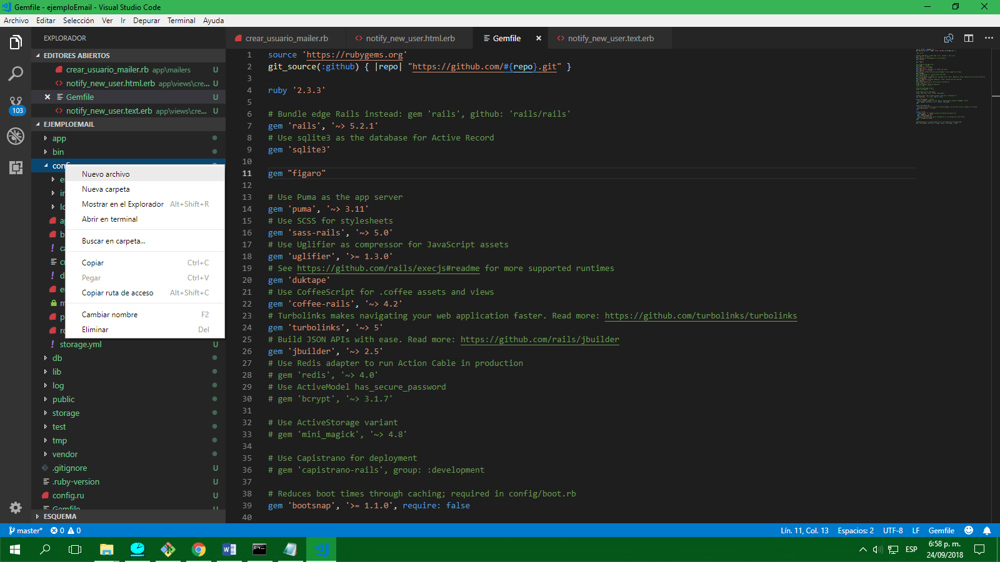 Gemfile - ejemploEmail - Visual Studio Code
Archivo Editar Selección Ver Ir Depurar Terminal Ayuda
EXPLORADOR
EDITORES ABIERTOS
crear_usuario_mailer.rb app\mailers U
notify_new_user.html.erb app\views\cre... U
Gemfile U
notify_new_user.text.erb app\views\cre... U
103
EJEMPLOEMAIL
app
bin
Nuevo archivo
Nueva carpeta
Mostrar en el Explorador Alt+Shift+R
Abrir en terminal
Buscar en carpeta...
Copiar Ctrl+C
Pegar Ctrl+V
Copiar ruta de acceso Alt+Shift+C
Cambiar nombre F2
Eliminar Del
storage.yml U
db
lib
log
public
storage
test
tmp
vendor
.gitignore U
.ruby-version U
config.ru U
Gemfile U
ESQUEMA
crear_usuario_mailer.rb notify_new_user.html.erb Gemfile notify_new_user.text.erb
1 source 'https://rubygems.org'
2 git_source(:github) { |repo| "https://github.com/#{repo}.git" }
3
4 ruby '2.3.3'
5
6 # Bundle edge Rails instead: gem 'rails', github: 'rails/rails'
7 gem 'rails', '~> 5.2.1'
8 # Use sqlite3 as the database for Active Record
9 gem 'sqlite3'
10
11 gem "figaro"
12
13 # Use Puma as the app server
14 gem 'puma', '~> 3.11'
15 # Use SCSS for stylesheets
16 gem 'sass-rails', '~> 5.0'
17 # Use Uglifier as compressor for JavaScript assets
18 gem 'uglifier', '>= 1.3.0'
19 # See https://github.com/rails/execjs#readme for more supported runtimes
20 gem 'duktape'
21 # Use CoffeeScript for .coffee assets and views
22 gem 'coffee-rails', '~> 4.2'
23 # Turbolinks makes navigating your web application faster. Read more: https://github.com/turbolinks/turbolinks
24 gem 'turbolinks', '~> 5'
25 # Build JSON APIs with ease. Read more: https://github.com/rails/jbuilder
26 gem 'jbuilder', '~> 2.5'
27 # Use Redis adapter to run Action Cable in production
28 # gem 'redis', '~> 4.0'
29 # Use ActiveModel has_secure_password
30 # gem 'bcrypt', '~> 3.1.7'
31
32 # Use ActiveStorage variant
33 # gem 'mini_magick', '~> 4.8'
34
35 # Use Capistrano for deployment
36 # gem 'capistrano-rails', group: :development
37
38 # Reduces boot times through caching; required in config/boot.rb
39 gem 'bootsnap', '>= 1.1.0', require: false
40
master* 0 0 Lín. 11, Col. 13 Espacios: 2 UTF-8 LF Gemfile
ESP 6:58 p. m.
24/09/2018